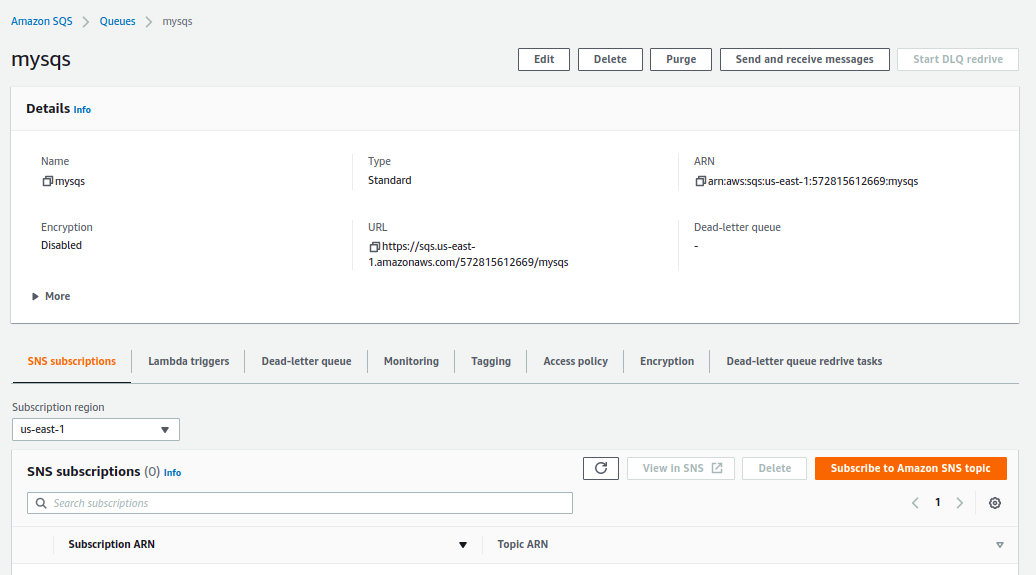 Amazon SQS > Queues > mysqs
mysqs
Edit Delete Purge Send and receive messages Start DLQ redrive
Details Info
Name Type ARN
mysqs Standard arn:aws:sqs:us-east-1:572815612669:mysqs
Encryption URL Dead-letter queue
Disabled https://sqs.us-east- -
1.amazonaws.com/572815612669/mysqs
More
SNS subscriptions Lambda triggers Dead-letter queue Monitoring Tagging Access policy Encryption Dead-letter queue redrive tasks
Subscription region
us-east-1
SNS subscriptions (0) Info View in SNS Delete Subscribe to Amazon SNS topic
Search subscriptions 1
Subscription ARN Topic ARN